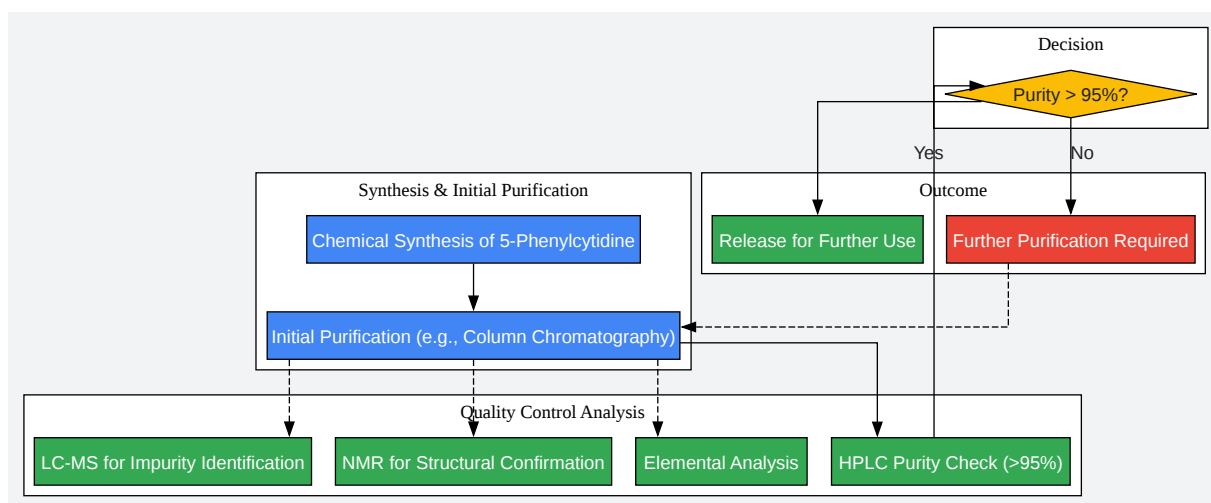 Decision
Purity > 95%?
Yes
No
Synthesis & Initial Purification
Outcome
Chemical Synthesis of 5-Phenylcytidine
Release for Further Use
Further Purification Required
Initial Purification (e.g., Column Chromatography)
Quality Control Analysis
LC-MS for Impurity Identification
NMR for Structural Confirmation
Elemental Analysis
HPLC Purity Check (>95%)